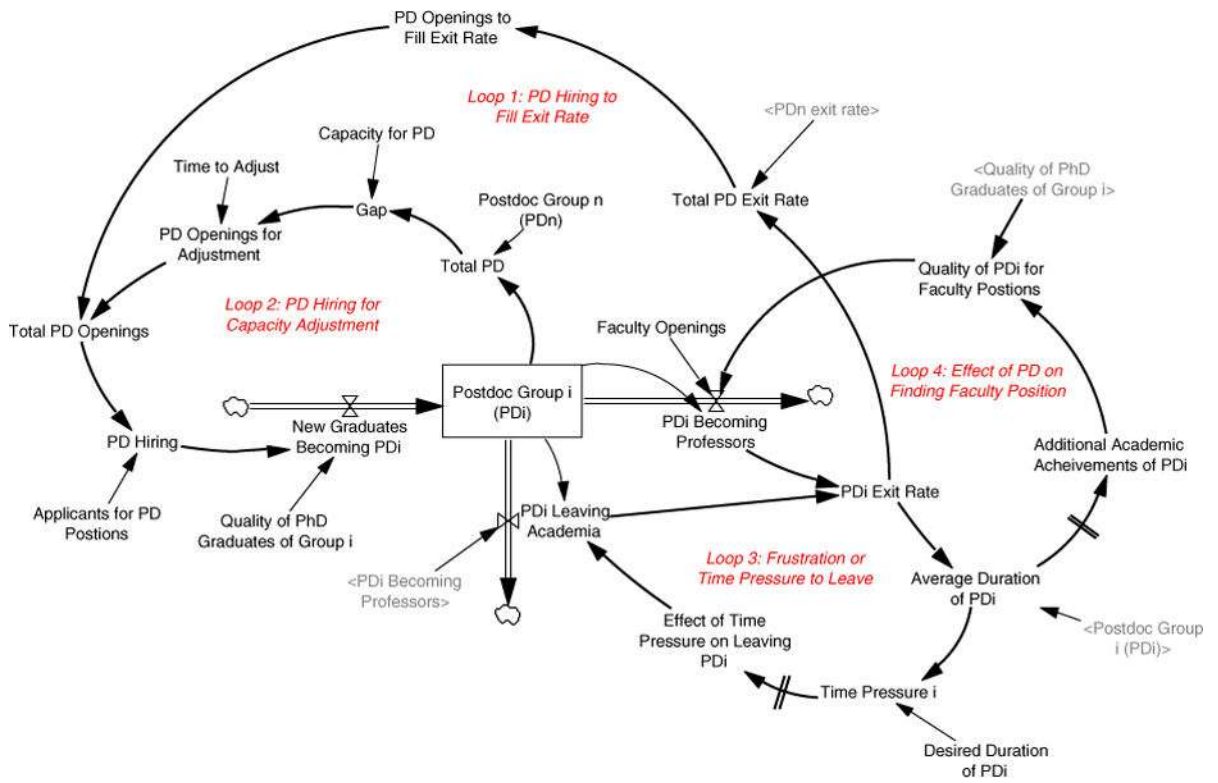 PD Openings to
Fill Exit Rate
Loop 1: PD Hiring to
Fill Exit Rate
<PDn exit rate>
Capacity for PD
Time to Adjust
<Quality of PhD
Graduates of Group i>
Gap
Postdoc Group n
(PDn)
Total PD Exit Rate
PD Openings for
Adjustment
Total PD
Quality of PDi for
Faculty Postions
Loop 2: PD Hiring for
Capacity Adjustment
Total PD Openings
Faculty Openings
Loop 4: Effect of PD on
Finding Faculty Position
Postdoc Group i
(PDi)
New Graduates
Becoming PDi
PDi Becoming
Professors
PD Hiring
Additional Academic
Acheivements of PDi
PDi Exit Rate
Applicants for PD
Postions
Quality of PhD
Graduates of Group i
PDi Leaving
Academia
Loop 3: Frustration or
Time Pressure to Leave
<PDi Becoming
Professors>
Average Duration
of PDi
Effect of Time
Pressure on Leaving
PDi
<Postdoc Group
i (PDi)>
Time Pressure i
Desired Duration
of PDi